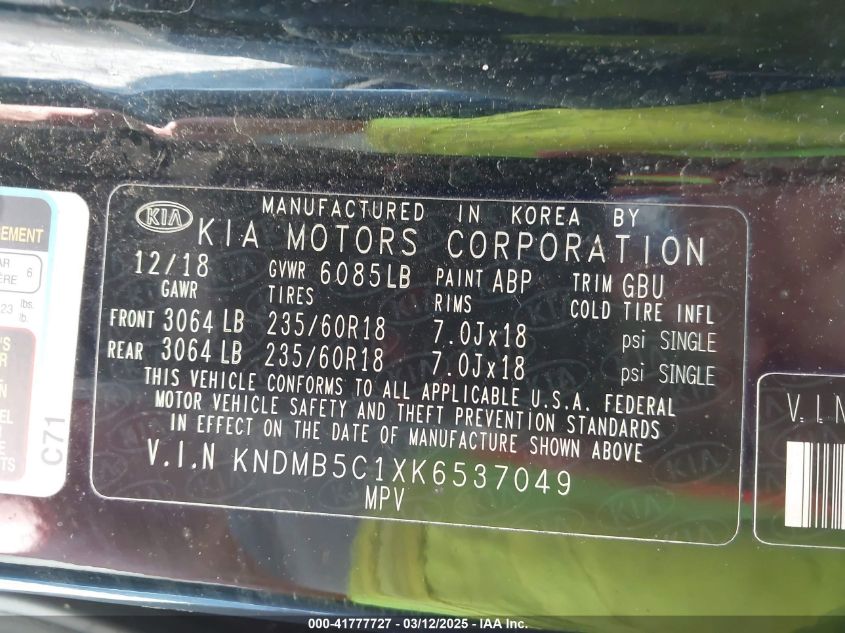 MANUFACTURED IN KOREA BY
KIA KIA MOTORS CORPORATION
12/18 GVWR 6085LB PAINT ABP TRIM GBU
GAWR TIRES RIMS COLD TIRE INFL
FRONT 3064 LB 235/60R18 7.0Jx18 psi SINGLE
REAR 3064 LB 235/60R18 7.0Jx18 psi SINGLE
THIS VEHICLE CONFORMS TO ALL APPLICABLE U.S.A. FEDERAL
MOTOR VEHICLE SAFETY AND THEFT PREVENTION STANDARDS
IN EFFECT ON THE DATE OF MANUFACTURE SHOWN ABOVE
V.I.N KNDMB5C1XK6537049
MPV
6
lbs.
lb.
C71
V.I.N
000-41777727 - 03/12/2025 - IAA Inc.